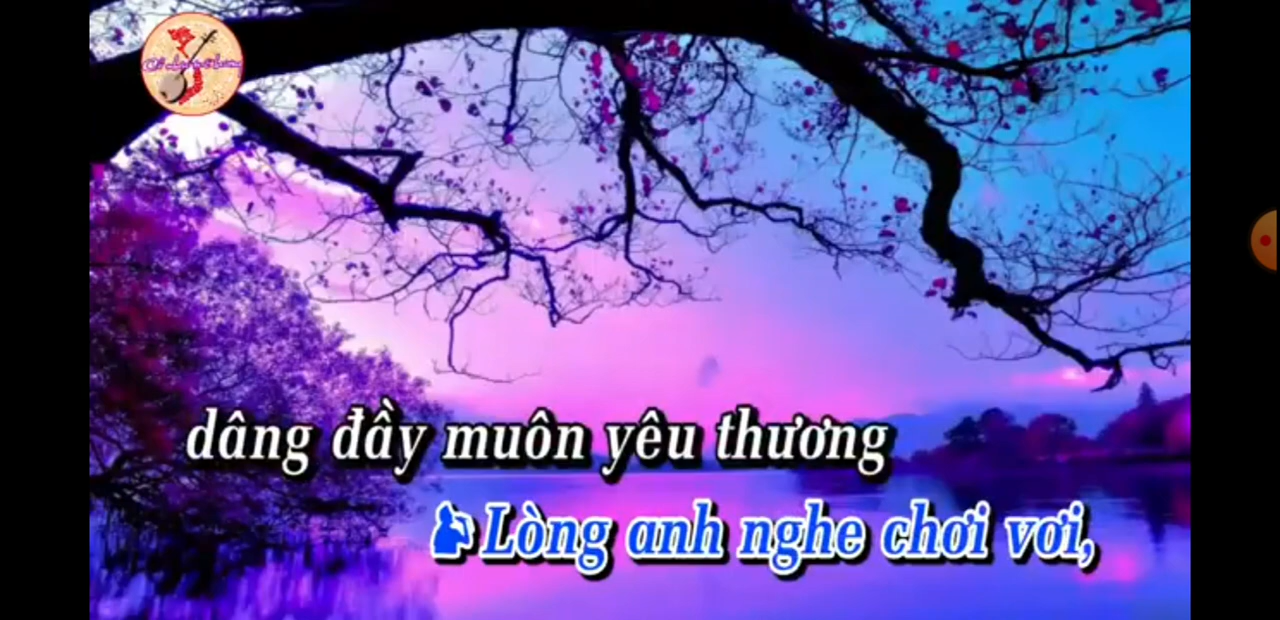 dâng đầy muôn yêu thương
Lòng anh nghe chơi vơi,